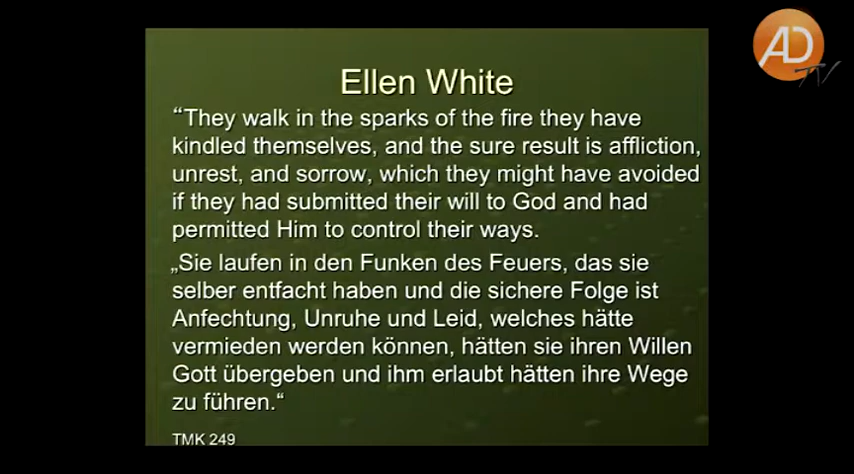 AD
TV
Ellen White
“They walk in the sparks of the fire they have
kindled themselves, and the sure result is affliction,
unrest, and sorrow, which they might have avoided
if they had submitted their will to God and had
permitted Him to control their ways.
„Sie laufen in den Funken des Feuers, das sie
selber entfacht haben und die sichere Folge ist
Anfechtung, Unruhe und Leid, welches hätte
vermieden werden können, hätten sie ihren Willen
Gott übergeben und ihm erlaubt hätten ihre Wege
zu führen.“
TMK 249